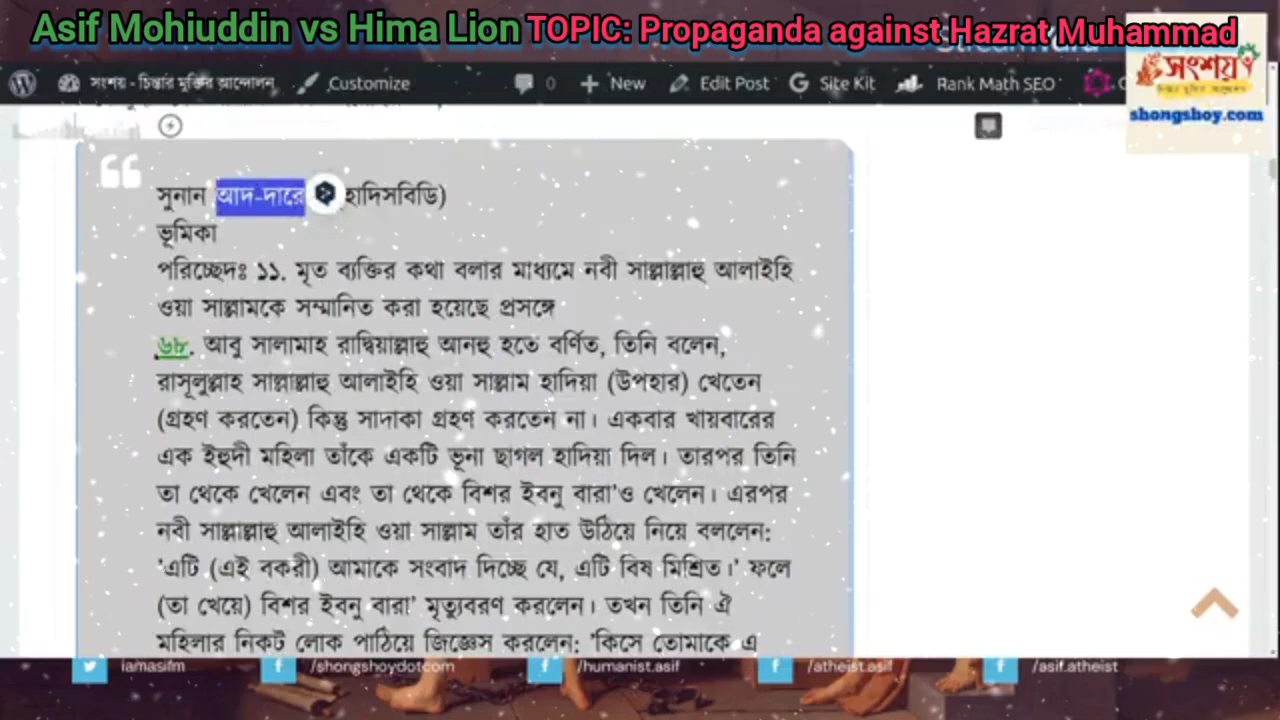 Asif Mohiuddin vs Hima Lion TOPIC: Propaganda against Hazrat Muhammad
সংশয় - চিন্তার মুক্তির আন্দোলন Customize 0 New Edit Post Site Kit Rank Math SEO
সংশয়
shongshoy.com
সুনান আদ-দারে হাদিসবিডি)
ভূমিকা
পরিচ্ছেদঃ ১১. মৃত ব্যক্তির কথা বলার মাধ্যমে নবী সাল্লাল্লাহু আলাইহি
ওয়া সাল্লামকে সম্মানিত করা হয়েছে প্রসঙ্গে
৬৮. আবু সালামাহ রাদ্বিয়াল্লাহু আনহু হতে বর্ণিত, তিনি বলেন,
রাসূলুল্লাহ সাল্লাল্লাহু আলাইহি ওয়া সাল্লাম হাদিয়া (উপহার) খেতেন
(গ্রহণ করতেন) কিন্তু সাদাকা গ্রহণ করতেন না। একবার খায়বারের
এক ইহুদী মহিলা তাঁকে একটি ভূনা ছাগল হাদিয়া দিল। তারপর তিনি
তা থেকে খেলেন এবং তা থেকে বিশর ইবনু বারা'ও খেলেন। এরপর
নবী সাল্লাল্লাহু আলাইহি ওয়া সাল্লাম তাঁর হাত উঠিয়ে নিয়ে বললেন:
'এটি (এই বকরী) আমাকে সংবাদ দিচ্ছে যে, এটি বিষ মিশ্রিত।' ফলে
(তা খেয়ে) বিশর ইবনু বারা' মৃত্যুবরণ করলেন। তখন তিনি ঐ
মহিলার নিকট লোক পাঠিয়ে জিজ্ঞেস করলেন: 'কিসে তোমাকে এ
iamasifm /shongshoydotcom /humanist.asif /atheist.asif /asif.atheist